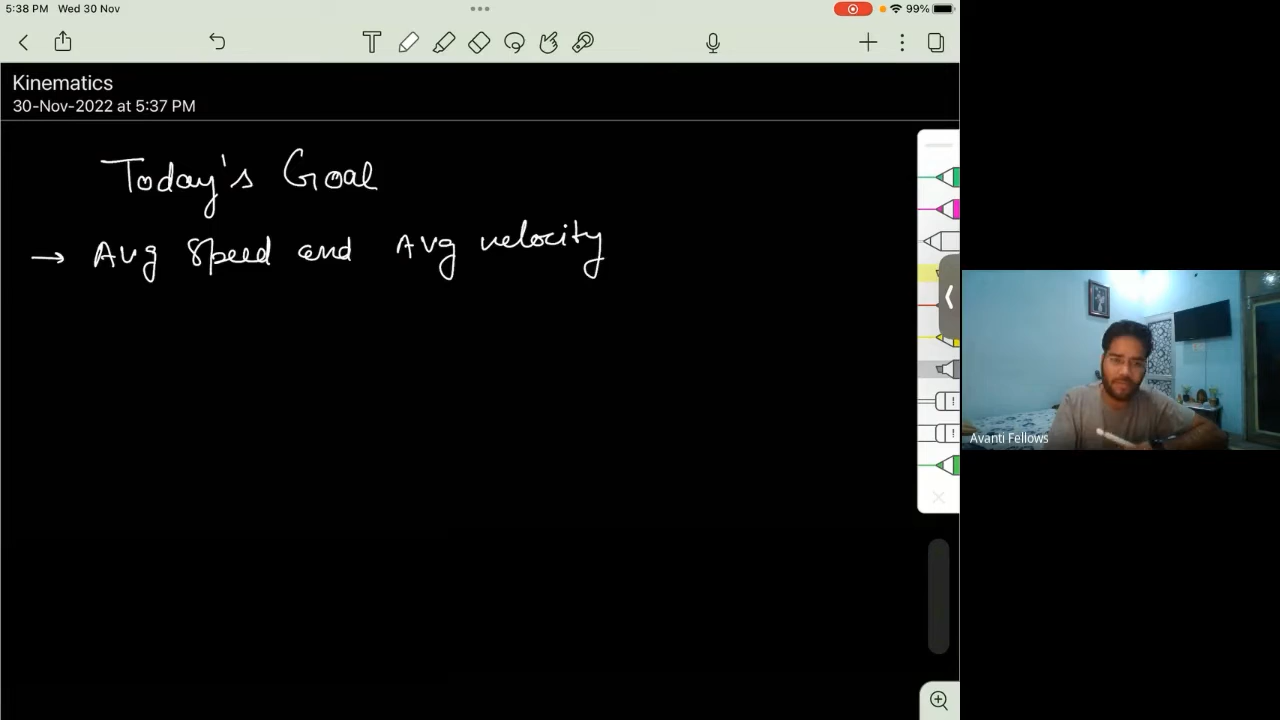 5:38 PM Wed 30 Nov
99%
Kinematics
30-Nov-2022 at 5:37 PM
Today's Goal
→ Avg Speed and Avg velocity
Avanti Fellows